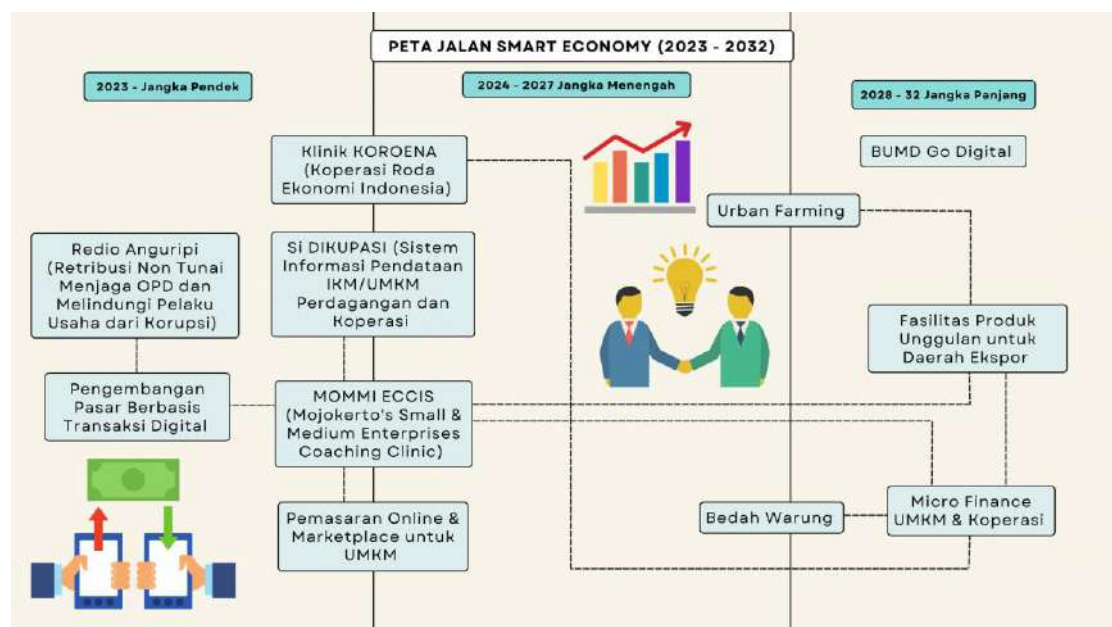 PETA JALAN SMART ECONOMY (2023 - 2032)
2023 - Jangka Pendek
2024 - 2027 Jangka Menengah
2028 - 32 Jangka Panjang
Klinik KOROENA
(Koperasi Roda
Ekonomi Indonesia)
BUMD Go Digital
Urban Farming
Redio Anguripi
(Retribusi Non Tunai
Menjaga OPD dan
Melindungi Pelaku
Usaha dari Korupsi)
Si DIKUPASI (Sistem
Informasi Pendataan
IKM/UMKM
Perdagangan dan
Koperasi
Fasilitas Produk
Unggulan untuk
Daerah Ekspor
Pengembangan
Pasar Berbasis
Transaksi Digital
MOMMI ECCIS
(Mojokerto's Small &
Medium Enterprises
Coaching Clinic)
Pemasaran Online &
Marketplace untuk
UMKM
Bedah Warung
Micro Finance
UMKM & Koperasi